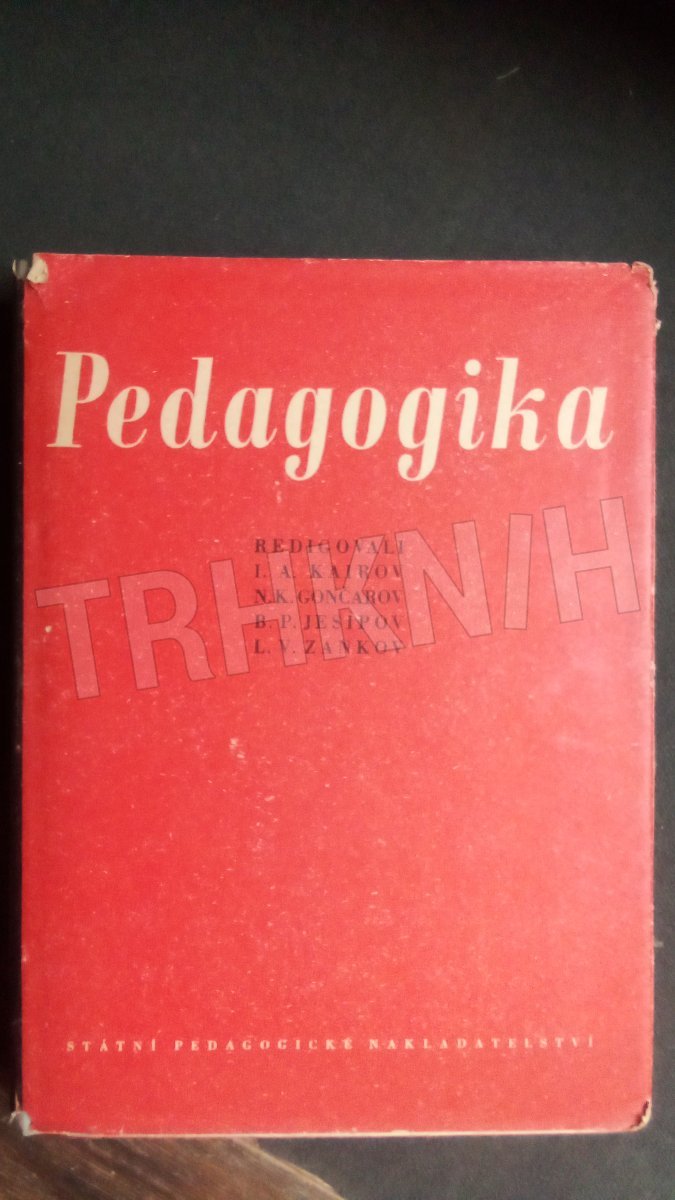 Pedagogika
REDIGOVALI
I. A. KAIROV
N. K. GONČAROV
B. P. JESIPOV
L. V. ZANKOV
TRHKNIH
STÁTNÍ PEDAGOGICKÉ NAKLADATELSTVÍ